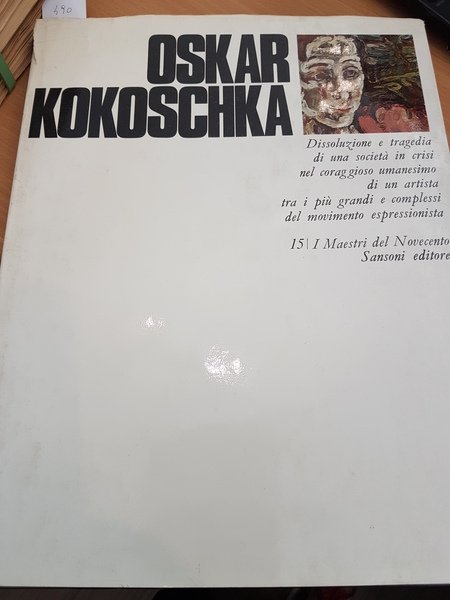 490
OSKAR
KOKOSCHKA
Dissoluzione e tragedia
di una società in crisi
nel coraggioso umanesimo
di un artista
tra i più grandi e complessi
del movimento espressionista
15| I Maestri del Novecento
Sansoni editore